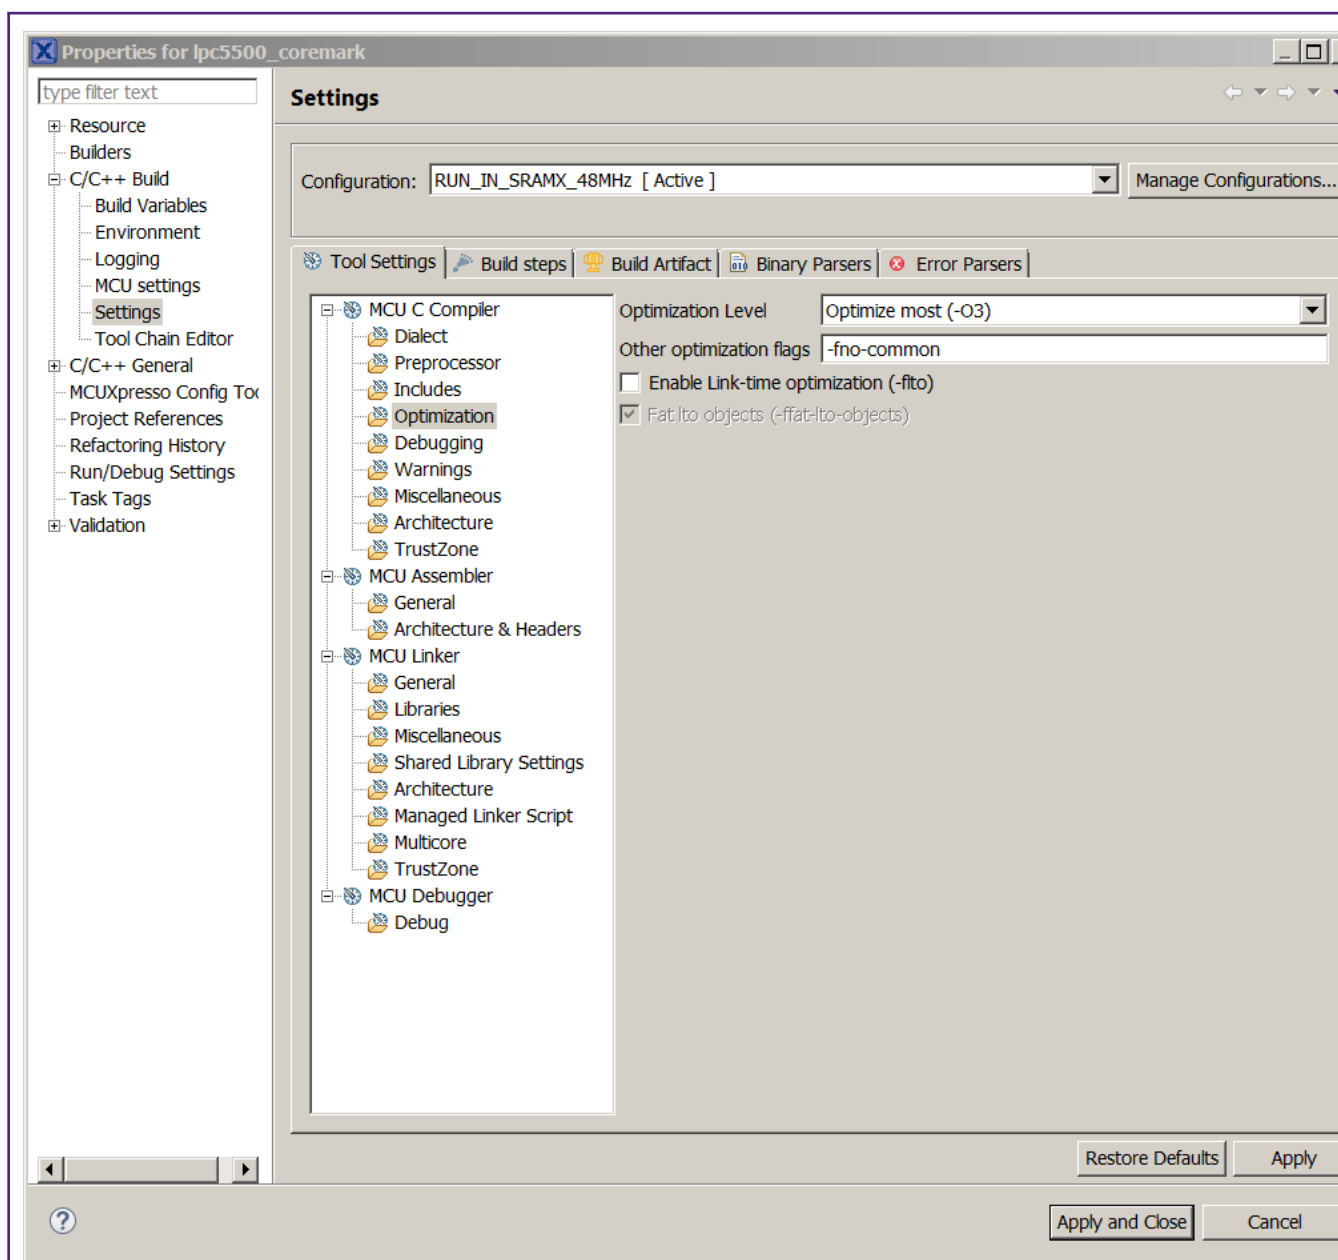 Properties for lpc5500_coremark
type filter text
Resource
Builders
C/C++ Build
Build Variables
Environment
Logging
MCU settings
Settings
Tool Chain Editor
C/C++ General
MCUXpresso Config Too
Project References
Refactoring History
Run/Debug Settings
Task Tags
Validation
Settings
Configuration: RUN_IN_SRAMX_48MHz [ Active ] Manage Configurations...
Tool Settings Build steps Build Artifact Binary Parsers Error Parsers
MCU C Compiler
Dialect
Preprocessor
Includes
Optimization
Debugging
Warnings
Miscellaneous
Architecture
TrustZone
MCU Assembler
General
Architecture & Headers
MCU Linker
General
Libraries
Miscellaneous
Shared Library Settings
Architecture
Managed Linker Script
Multicore
TrustZone
MCU Debugger
Debug
Optimization Level Optimize most (-O3)
Other optimization flags -fno-common
Enable Link-time optimization (-flto)
Fat lto objects (-ffat-lto-objects)
Restore Defaults Apply
Apply and Close Cancel